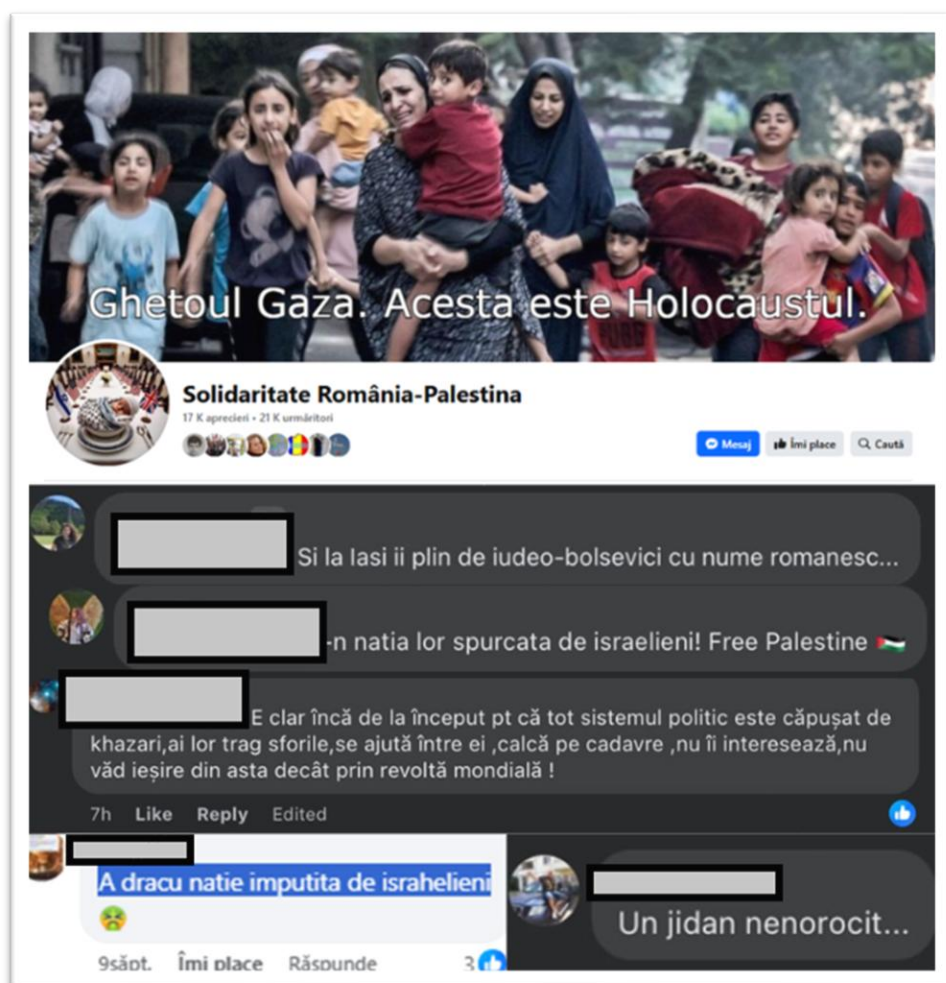 Ghetoul Gaza. Acesta este Holocaustul.
Solidaritate România-Palestina
17 K aprecieri • 21 K urmăritori
Mesaj
Îmi place
Caută
Si la Iasi ii plin de iudeo-bolsevici cu nume romanesc...
-n natia lor spurcata de israelieni! Free Palestine 🇵🇸
E clar încă de la început pt că tot sistemul politic este căpușat de
khazari,ai lor trag sforile,se ajută între ei ,calcă pe cadavre ,nu îi interesează,nu
văd ieșire din asta decât prin revoltă mondială !
7h Like Reply Edited
A dracu natie imputita de israhelieni
🤮
9săpt. Îmi place Răspunde 3
Un jidan nenorocit...